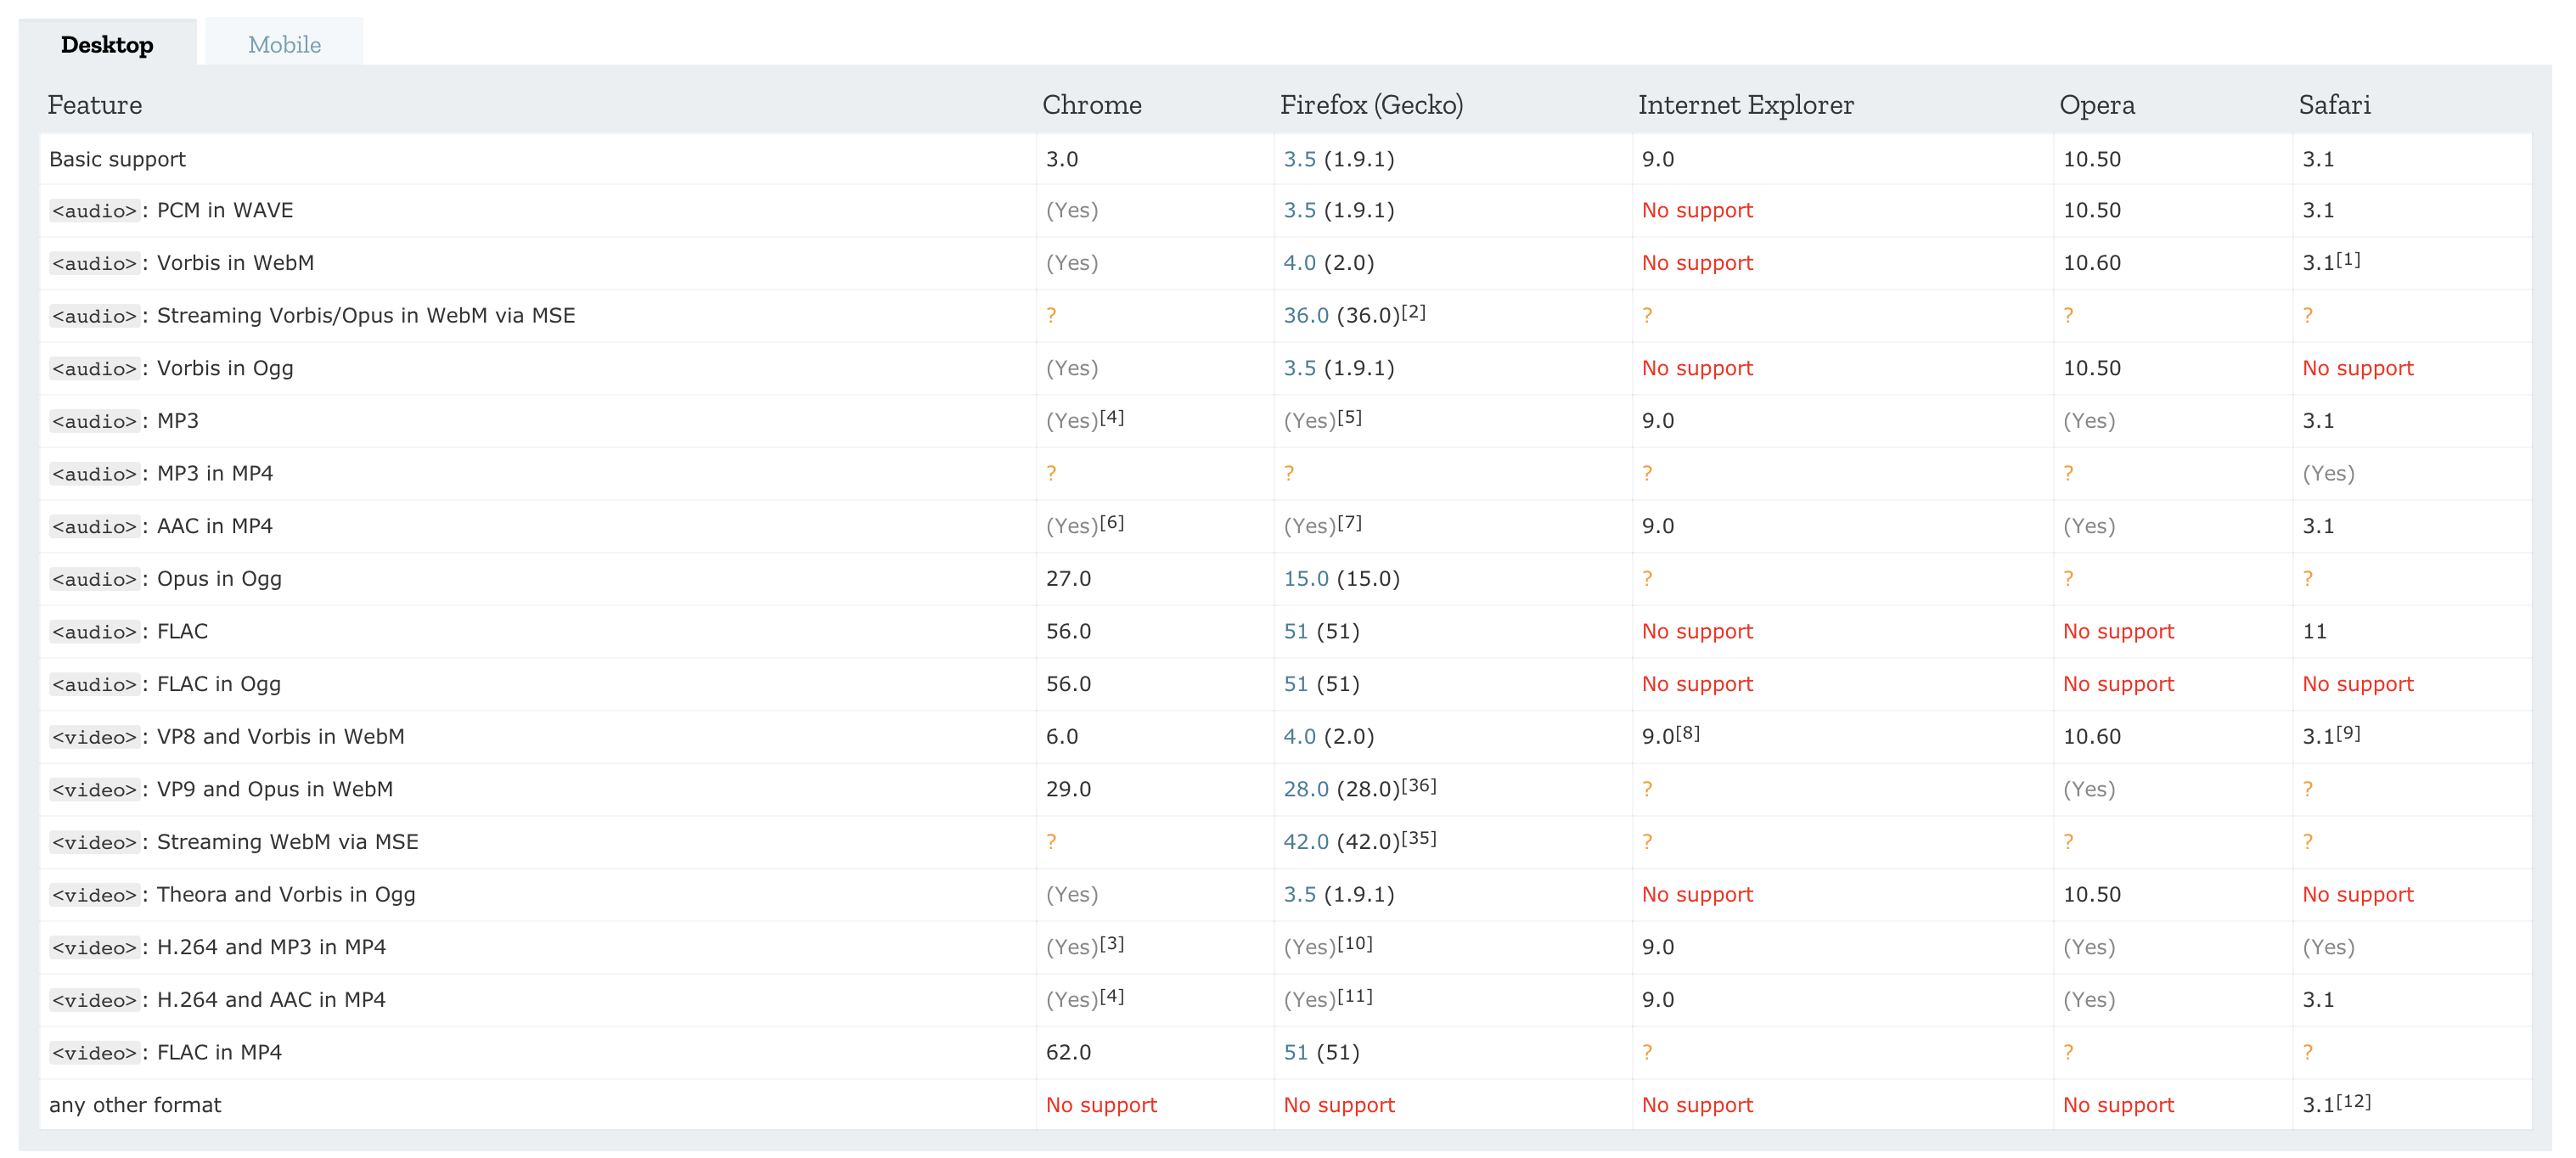 Desktop Mobile
Feature Chrome Firefox (Gecko) Internet Explorer Opera Safari
Basic support 3.0 3.5 (1.9.1) 9.0 10.50 3.1
<audio>: PCM in WAVE (Yes) 3.5 (1.9.1) No support 10.50 3.1
<audio>: Vorbis in WebM (Yes) 4.0 (2.0) No support 10.60 3.1[1]
<audio>: Streaming Vorbis/Opus in WebM via MSE ? 36.0 (36.0)[2] ? ? ?
<audio>: Vorbis in Ogg (Yes) 3.5 (1.9.1) No support 10.50 No support
<audio>: MP3 (Yes)[4] (Yes)[5] 9.0 (Yes) 3.1
<audio>: MP3 in MP4 ? ? ? ? (Yes)
<audio>: AAC in MP4 (Yes)[6] (Yes)[7] 9.0 (Yes) 3.1
<audio>: Opus in Ogg 27.0 15.0 (15.0) ? ? ?
<audio>: FLAC 56.0 51 (51) No support No support 11
<audio>: FLAC in Ogg 56.0 51 (51) No support No support No support
<video>: VP8 and Vorbis in WebM 6.0 4.0 (2.0) 9.0[8] 10.60 3.1[9]
<video>: VP9 and Opus in WebM 29.0 28.0 (28.0)[36] ? (Yes) ?
<video>: Streaming WebM via MSE ? 42.0 (42.0)[35] ? ? ?
<video>: Theora and Vorbis in Ogg (Yes) 3.5 (1.9.1) No support 10.50 No support
<video>: H.264 and MP3 in MP4 (Yes)[3] (Yes)[10] 9.0 (Yes) (Yes)
<video>: H.264 and AAC in MP4 (Yes)[4] (Yes)[11] 9.0 (Yes) 3.1
<video>: FLAC in MP4 62.0 51 (51) ? ? ?
any other format No support No support No support No support 3.1[12]